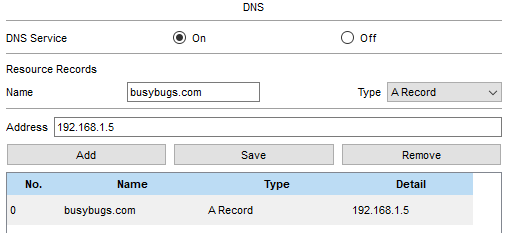 DNS
DNS Service On Off
Resource Records
Name busybugs.com Type A Record
Address 192.168.1.5
Add Save Remove
No. Name Type Detail
0 busybugs.com A Record 192.168.1.5